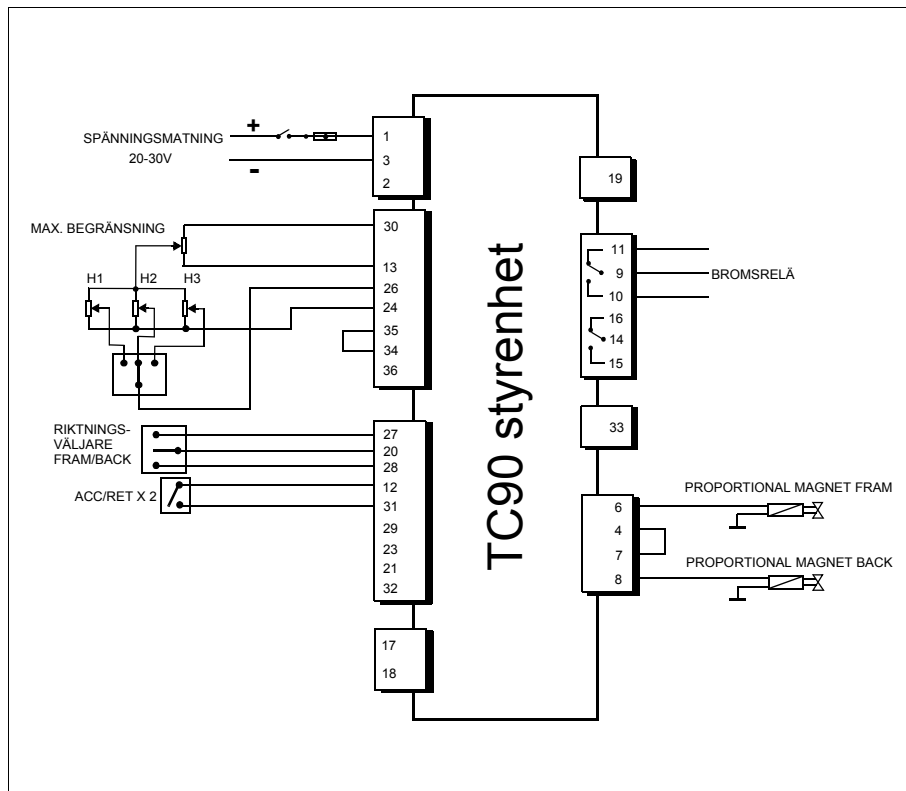 +
SPÄNNINGSMATNING
20-30V
-
1
3
2
MAX. BEGRÄNSNING
H1
H2
H3
30
13
26
24
35
34
36
RIKTNINGS-
VÄLJARE
FRAM/BACK
ACC/RET X 2
27
20
28
12
31
29
23
21
32
17
18
TC90 styrenhet
19
11
9
10
16
14
15
BROMSRELÄ
33
6
4
7
8
PROPORTIONAL MAGNET FRAM
PROPORTIONAL MAGNET BACK